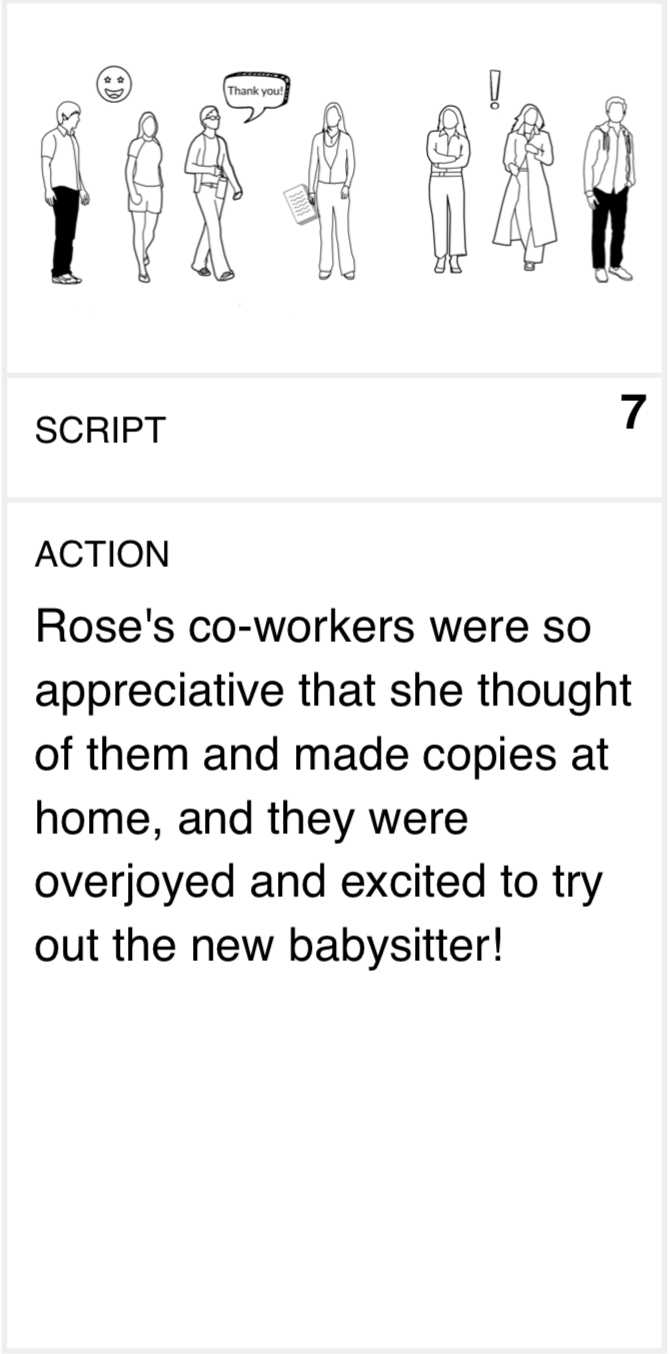 Thank you!
!
SCRIPT
7
ACTION
Rose's co-workers were so
appreciative that she thought
of them and made copies at
home, and they were
overjoyed and excited to try
out the new babysitter!